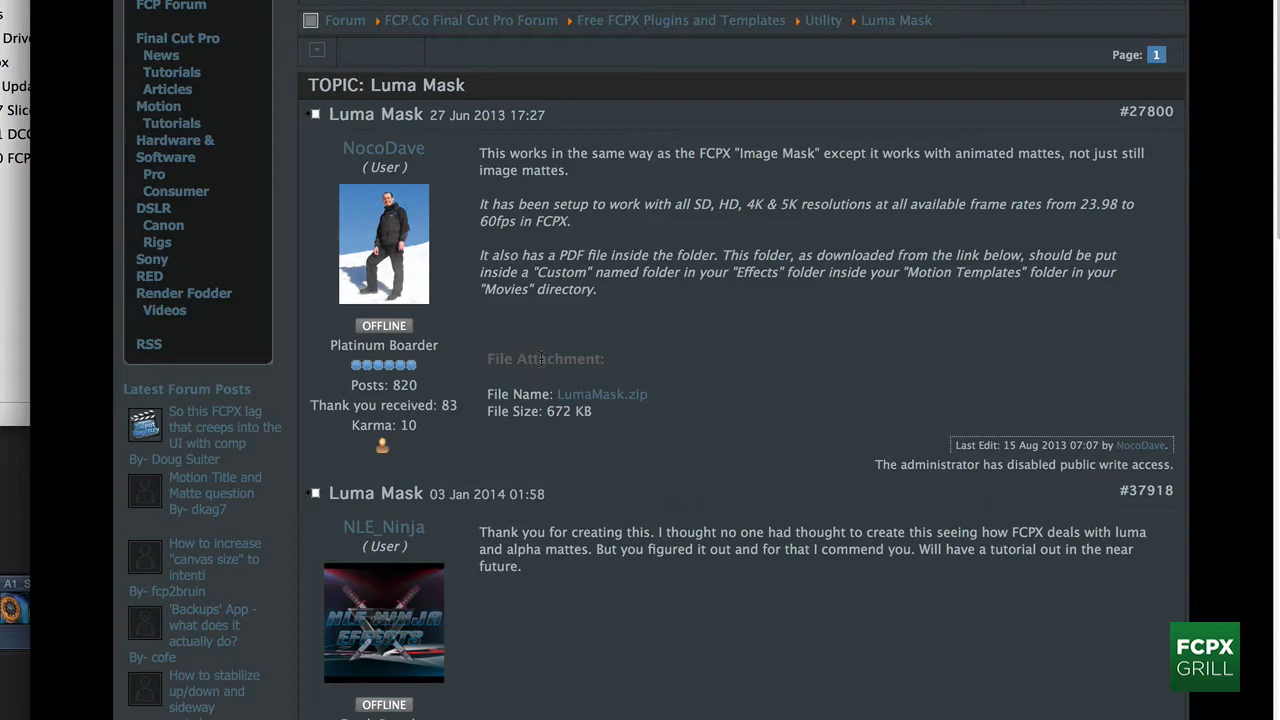 FCP Forum
Final Cut Pro
News
Tutorials
Articles
Motion
Tutorials
Hardware &
Software
Pro
Consumer
DSLR
Canon
Rigs
Sony
RED
Render Fodder
Videos
RSS
Latest Forum Posts
So this FCPX lag
that creeps into the
UI with comp
By- Doug Suiter
Motion Title and
Matte question
By- dkag7
How to increase
"canvas size" to
intenti
By- fcp2bruin
'Backups' App -
what does it
actually do?
By- cofe
How to stabilize
up/down and
sideway
Forum
FCP.Co Final Cut Pro Forum
Free FCPX Plugins and Templates
Utility
Luma Mask
Page: 1
TOPIC: Luma Mask
Luma Mask 27 Jun 2013 17:27
#27800
NocoDave
( User )
OFFLINE
Platinum Boarder
Posts: 820
Thank you received: 83
Karma: 10
This works in the same way as the FCPX "Image Mask" except it works with animated mattes, not just still
image mattes.
It has been setup to work with all SD, HD, 4K & 5K resolutions at all available frame rates from 23.98 to
60fps in FCPX.
It also has a PDF file inside the folder. This folder, as downloaded from the link below, should be put
inside a "Custom" named folder in your "Effects" folder inside your "Motion Templates" folder in your
"Movies" directory.
File Attachment:
File Name: LumaMask.zip
File Size: 672 KB
Last Edit: 15 Aug 2013 07:07 by NocoDave.
The administrator has disabled public write access.
Luma Mask 03 Jan 2014 01:58
#37918
NLE_Ninja
( User )
NLE NINJA
EFFECTS
OFFLINE
Thank you for creating this. I thought no one had thought to create this seeing how FCPX deals with luma
and alpha mattes. But you figured it out and for that I commend you. Will have a tutorial out in the near
future.
FCPX
GRILL